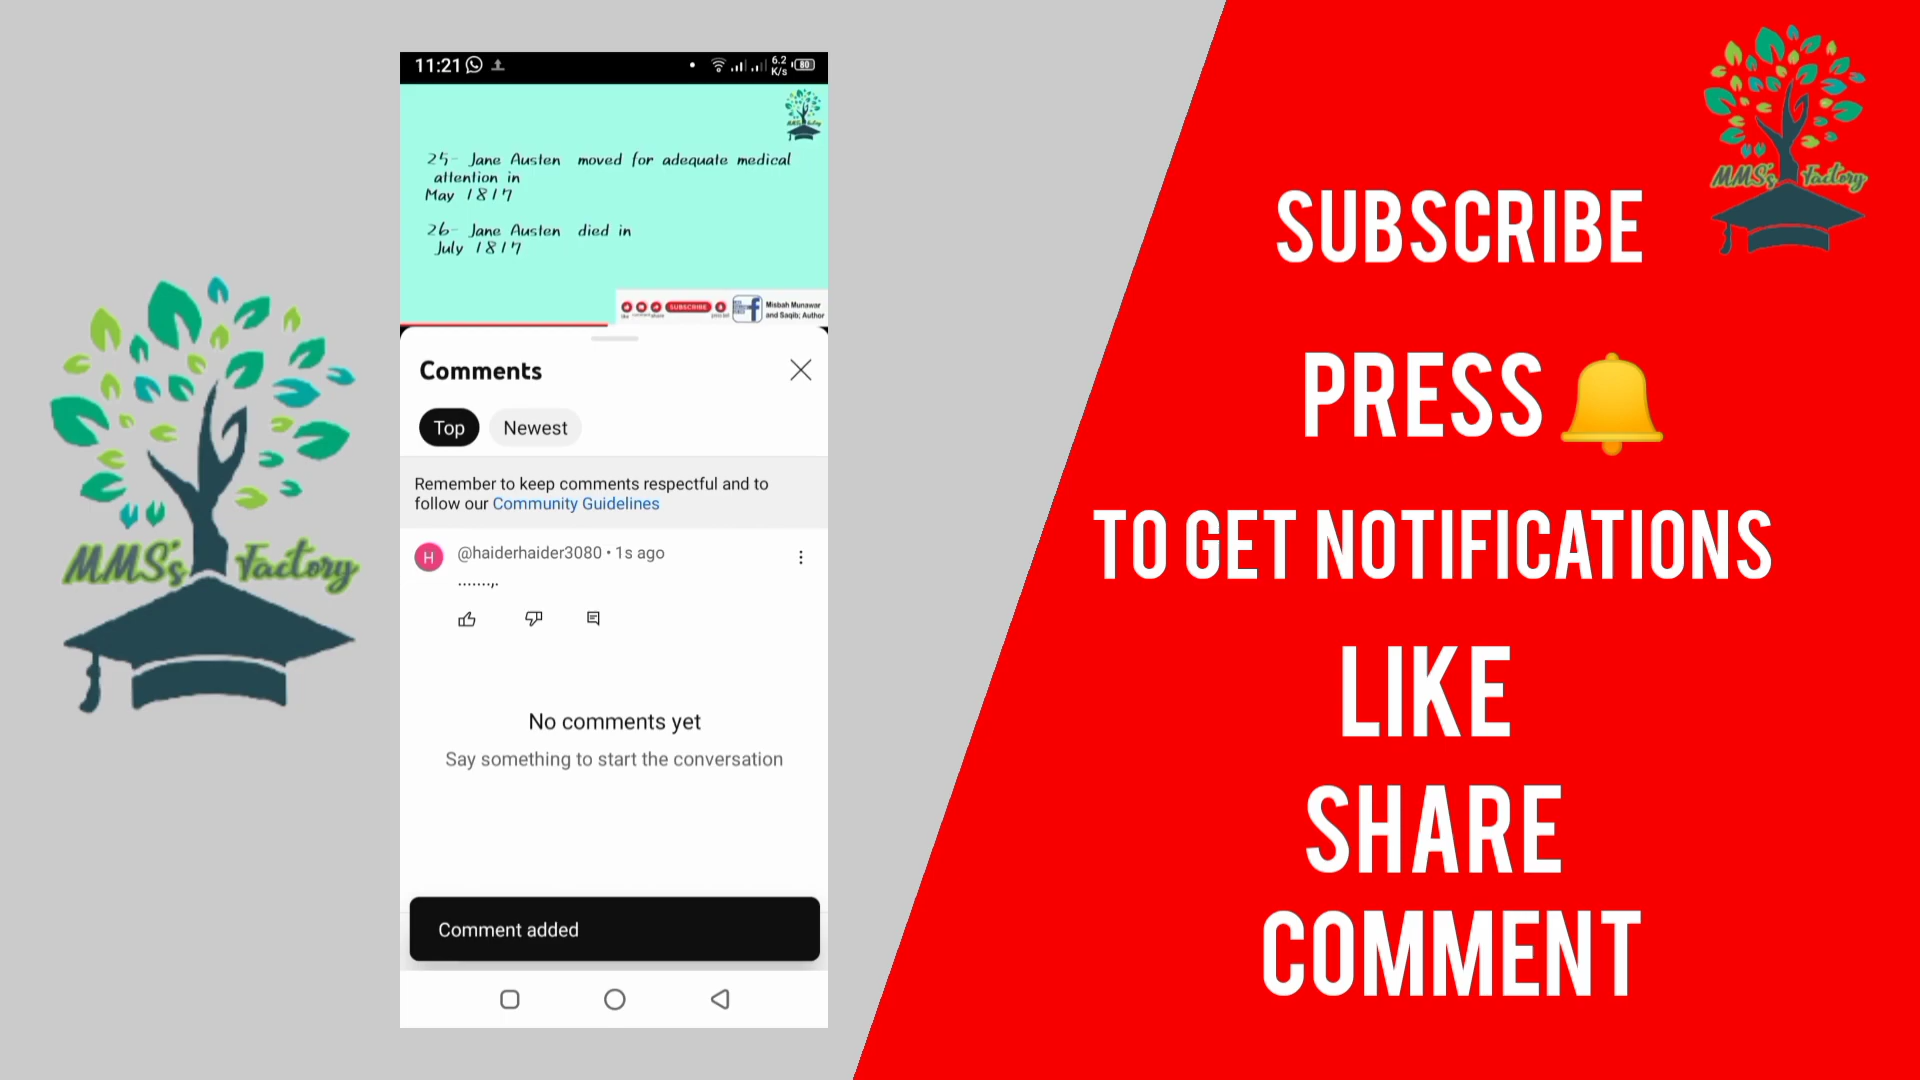 11:21
6.2
K/s
80
MMS's Factory
25- Jane Austen moved for adequate medical
attention in
May 1817
26- Jane Austen died in
July 1817
SUBSCRIBE
Misbah Munawar
and Saqib; Author
Comments
Top
Newest
Remember to keep comments respectful and to
follow our Community Guidelines
H
@haiderhaider3080 • 1s ago
.......,.
No comments yet
Say something to start the conversation
Comment added
MMS's Factory
MMS's Factory
SUBSCRIBE
PRESS
TO GET NOTIFICATIONS
LIKE
SHARE
COMMENT